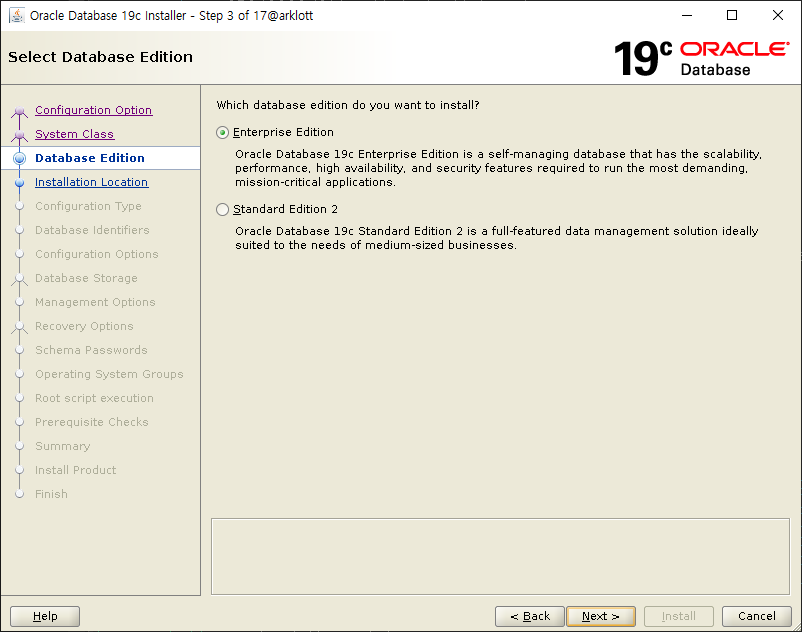 Oracle Database 19c Installer - Step 3 of 17@arklott
Select Database Edition
19c ORACLE
Database
Configuration Option
System Class
Database Edition
Installation Location
Configuration Type
Database Identifiers
Configuration Options
Database Storage
Management Options
Recovery Options
Schema Passwords
Operating System Groups
Root script execution
Prerequisite Checks
Summary
Install Product
Finish
Which database edition do you want to install?
Enterprise Edition
Oracle Database 19c Enterprise Edition is a self-managing database that has the scalability,
performance, high availability, and security features required to run the most demanding,
mission-critical applications.
Standard Edition 2
Oracle Database 19c Standard Edition 2 is a full-featured data management solution ideally
suited to the needs of medium-sized businesses.
Help
< Back
Next >
Install
Cancel